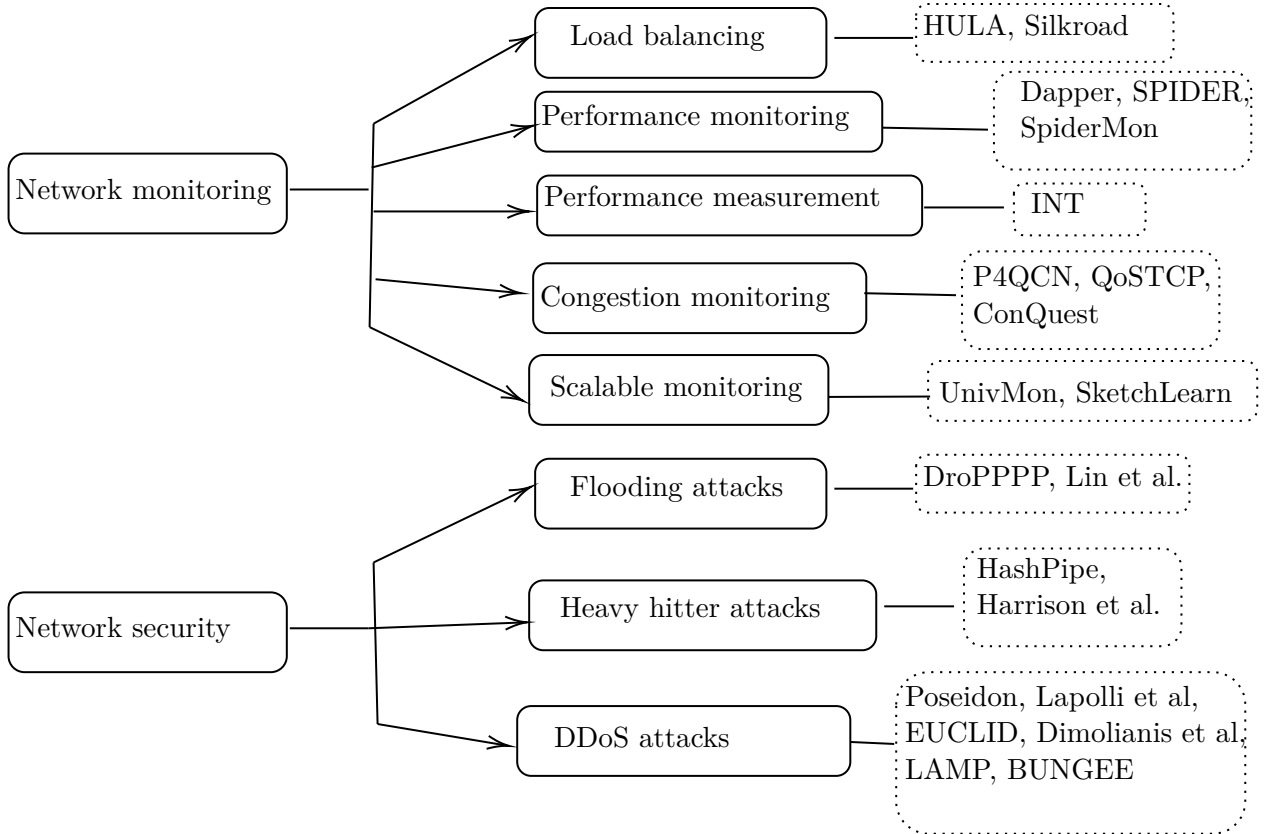 Network monitoring
Load balancing
HULA, Silkroad
Performance monitoring
Dapper, SPIDER,
SpiderMon
Performance measurement
INT
Congestion monitoring
P4QCN, QoSTCP,
ConQuest
Scalable monitoring
UnivMon, SketchLearn
Network security
Flooding attacks
DroPPPP, Lin et al.
Heavy hitter attacks
HashPipe,
Harrison et al.
DDoS attacks
Poseidon, Lapolli et al,
EUCLID, Dimolianis et al,
LAMP, BUNGEE